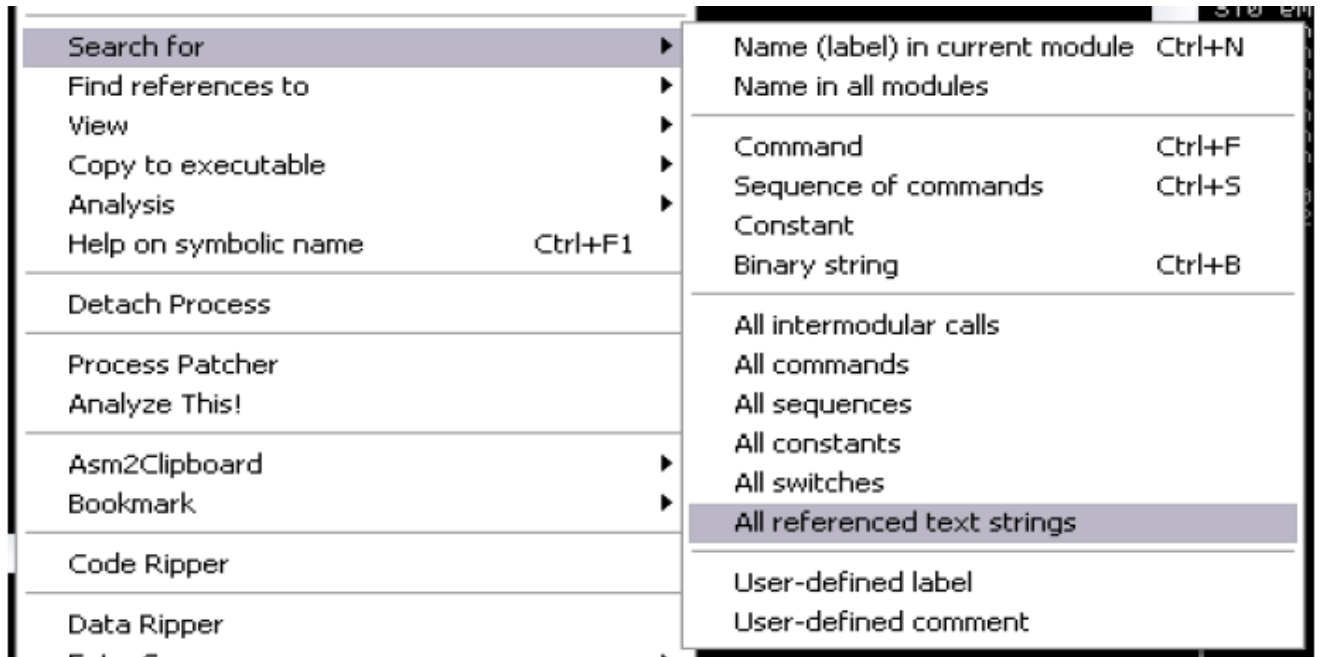 Search for
Find references to
View
Copy to executable
Analysis
Help on symbolic name Ctrl+F1
Detach Process
Process Patcher
Analyze This!
Asm2Clipboard
Bookmark
Code Ripper
Data Ripper
Name (label) in current module Ctrl+N
Name in all modules
Command Ctrl+F
Sequence of commands Ctrl+S
Constant
Binary string Ctrl+B
All intermodular calls
All commands
All sequences
All constants
All switches
All referenced text strings
User-defined label
User-defined comment